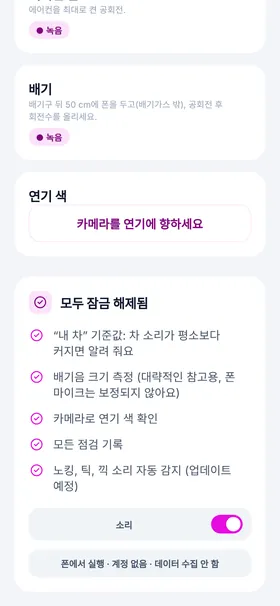 에어컨을 최대로 켠 공회전.
녹음
배기
배기구 뒤 50 cm에 폰을 두고(배기가스 밖), 공회전 후
회전수를 올리세요.
녹음
연기 색
카메라를 연기에 향하세요
모두 잠금 해제됨
“내 차” 기준값: 차 소리가 평소보다
커지면 알려 줘요
배기음 크기 측정 (대략적인 참고용, 폰
마이크는 보정되지 않아요)
카메라로 연기 색 확인
모든 점검 기록
노킹, 틱, 끽 소리 자동 감지 (업데이트
예정)
소리
폰에서 실행 · 계정 없음 · 데이터 수집 안 함